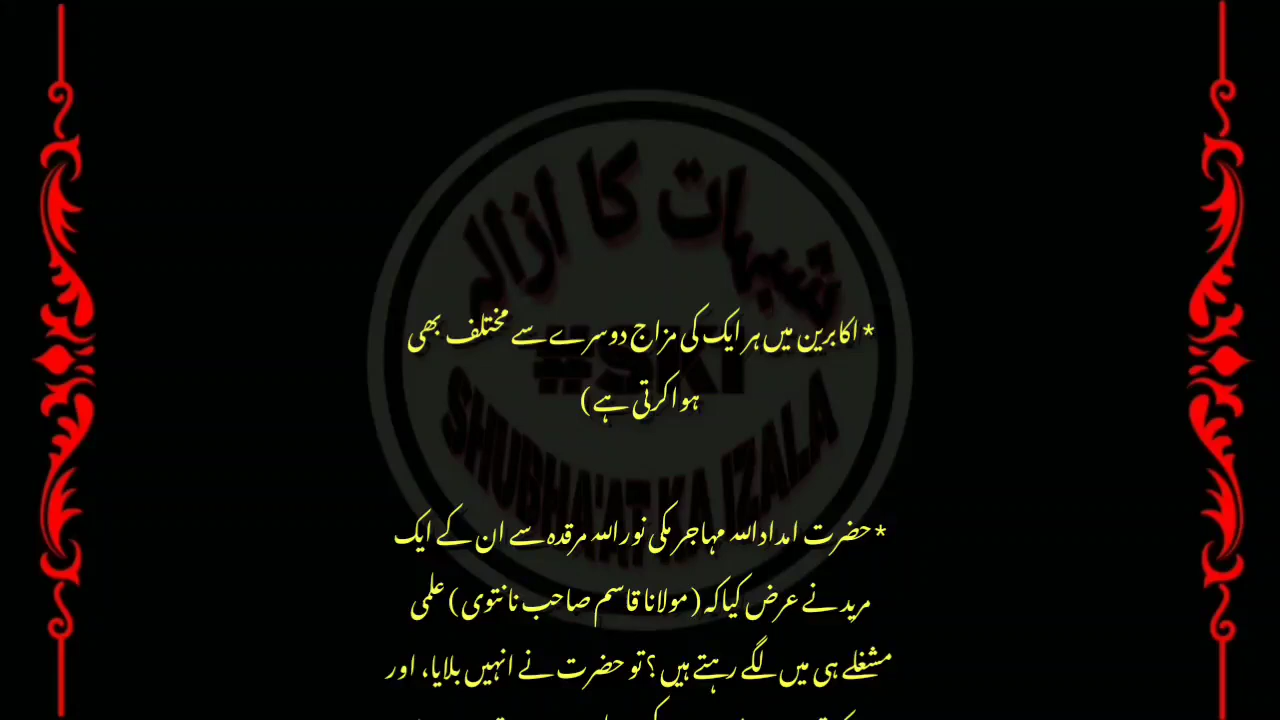 شبہات کا ازالہ
* اکابرین میں ہر ایک کی مزاج دوسرے سے مختلف بھی
ہوا کرتی ہے )
#SKI
SHUBHA'AT KA IZALA
* حضرت امداداللہ مہاجر مکی نوراللہ مرقدہ سے ان کے ایک
مرید نے عرض کیا کہ ( مولانا قاسم صاحب نانتوی ) علمی
مشغلے ہی میں لگے رہتے ہیں ؟ تو حضرت نے انہیں بلایا، اور